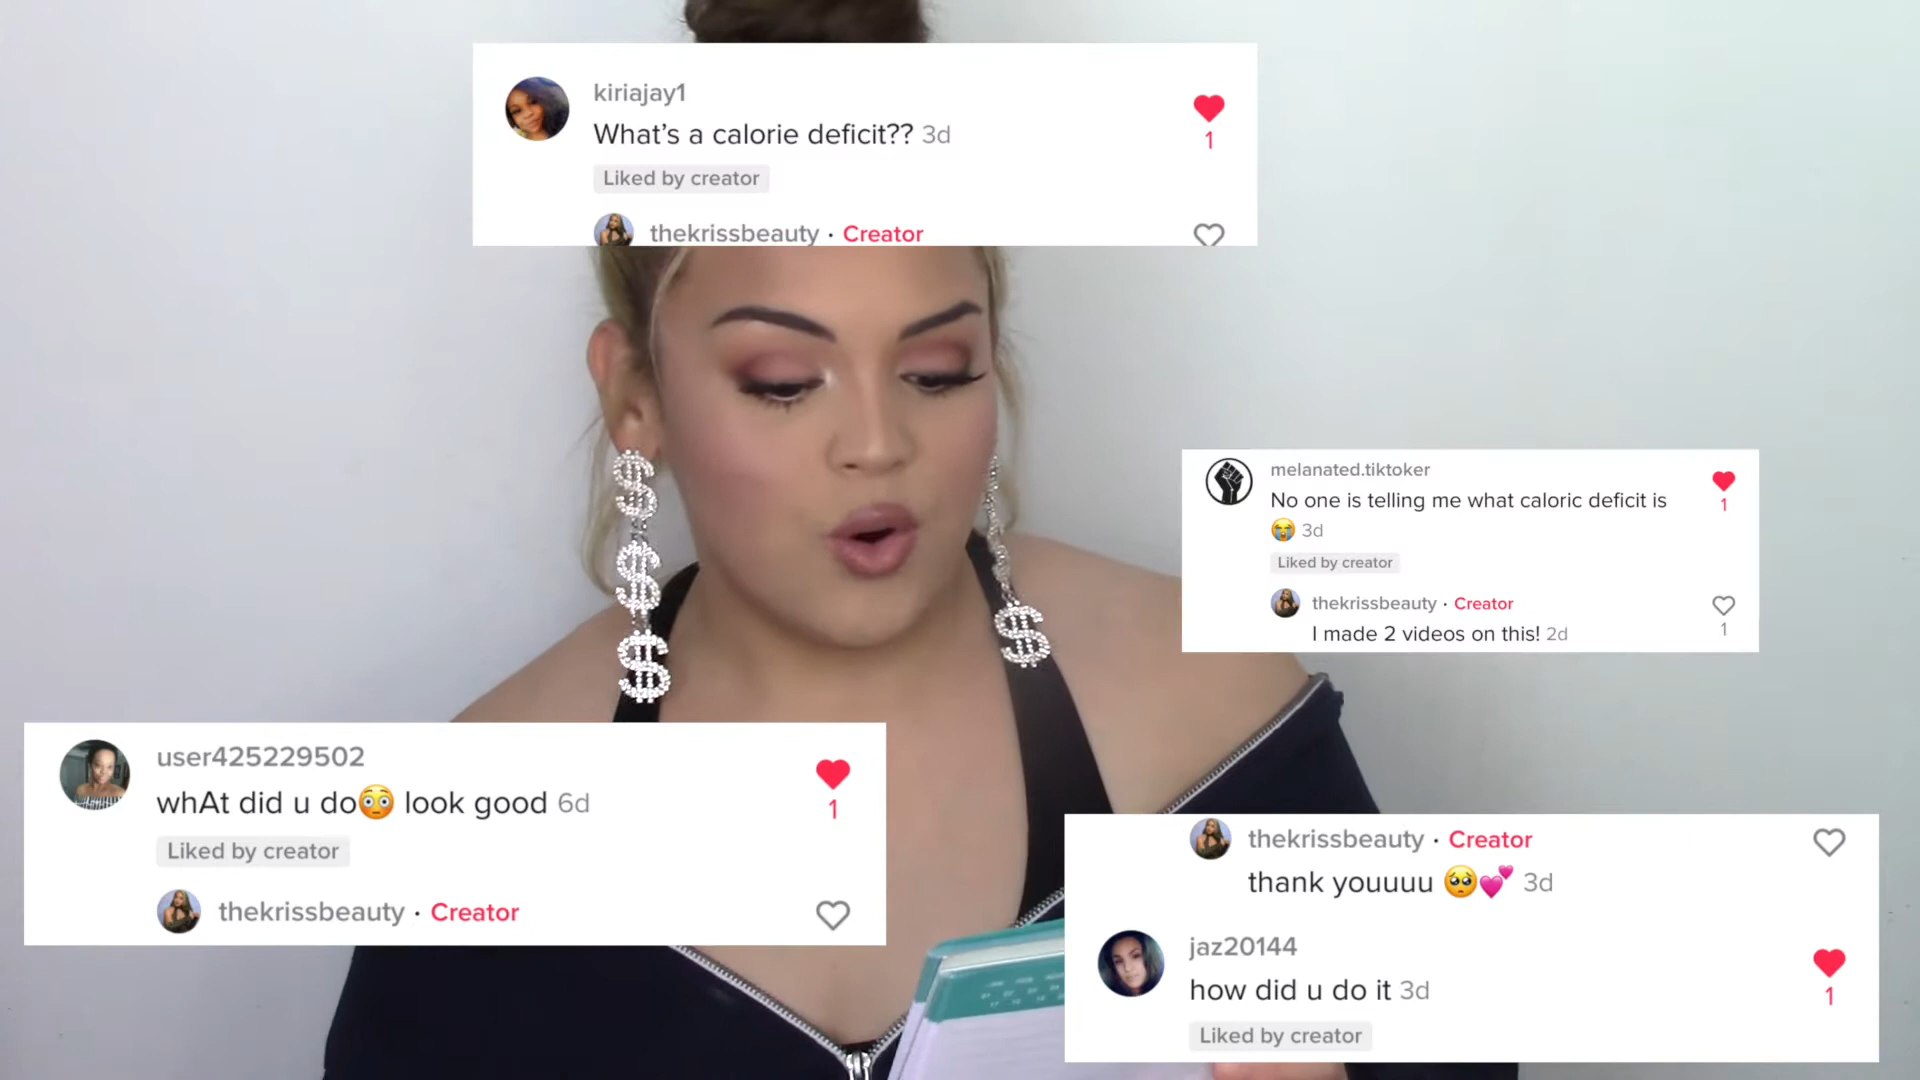 kiriajay1
What’s a calorie deficit?? 3d
1
Liked by creator
thekrissbeauty · Creator
melanated.tiktoker
No one is telling me what caloric deficit is
😭 3d
1
Liked by creator
thekrissbeauty · Creator
I made 2 videos on this! 2d
1
user425229502
whAt did u do😳 look good 6d
1
Liked by creator
thekrissbeauty · Creator
thekrissbeauty · Creator
thank youuuu 🥺💕 3d
jaz20144
how did u do it 3d
1
Liked by creator